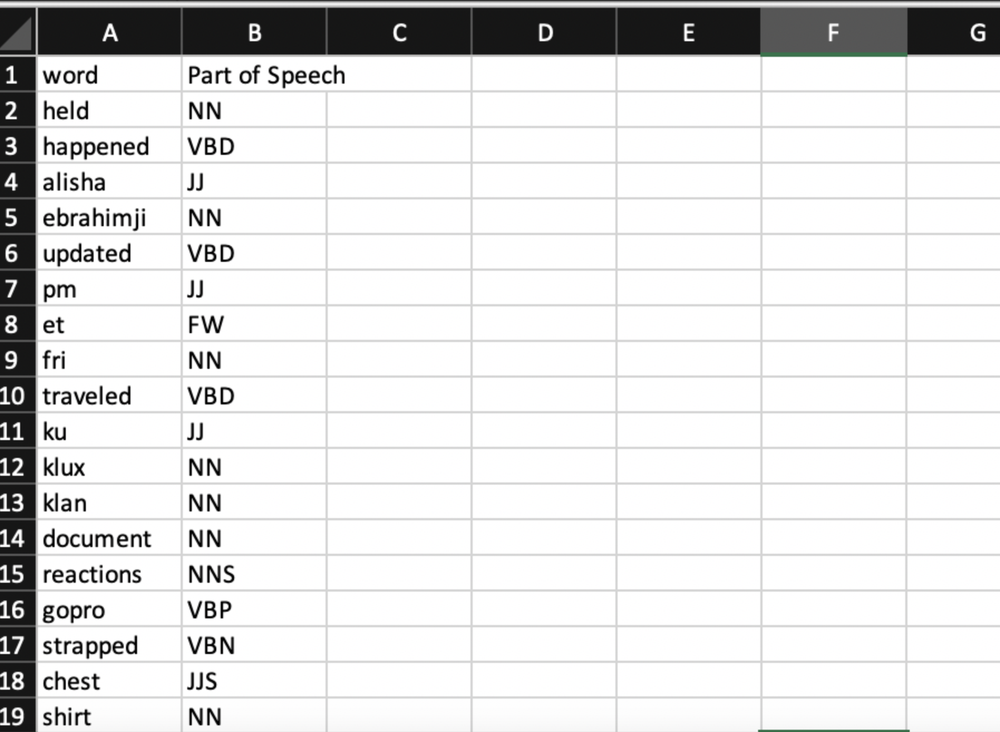 A B C D E F G
1 word Part of Speech
2 held NN
3 happened VBD
4 alisha JJ
5 ebrahimji NN
6 updated VBD
7 pm JJ
8 et FW
9 fri NN
10 traveled VBD
11 ku JJ
12 klux NN
13 klan NN
14 document NN
15 reactions NNS
16 gopro VBP
17 strapped VBN
18 chest JJS
19 shirt NN